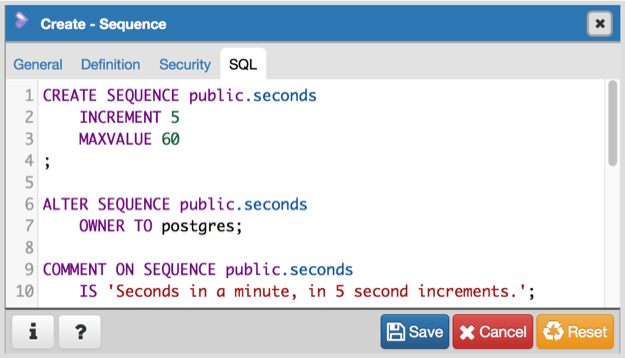 Create - Sequence
General Definition Security SQL
1 CREATE SEQUENCE public.seconds
2     INCREMENT 5
3     MAXVALUE 60
4 ;
5
6 ALTER SEQUENCE public.seconds
7     OWNER TO postgres;
8
9 COMMENT ON SEQUENCE public.seconds
10     IS 'Seconds in a minute, in 5 second increments.';
i ? Save Cancel Reset